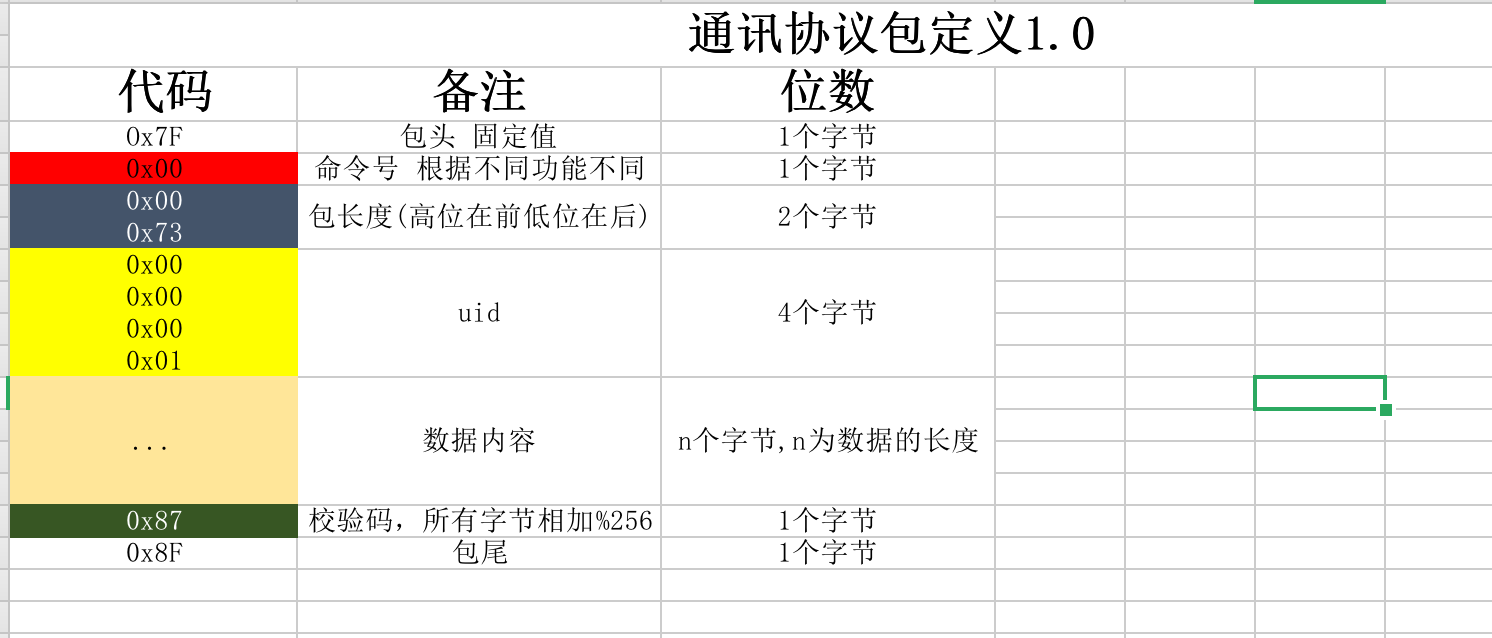 通讯协议包定义1.0
代码 备注 位数
0x7F 包头 固定值 1个字节
0x00 命令号 根据不同功能不同 1个字节
0x00
包长度(高位在前低位在后) 2个字节
0x73
0x00
0x00
uid 4个字节
0x00
0x01
... 数据内容 n个字节,n为数据的长度
0x87 校验码，所有字节相加%256 1个字节
0x8F 包尾 1个字节